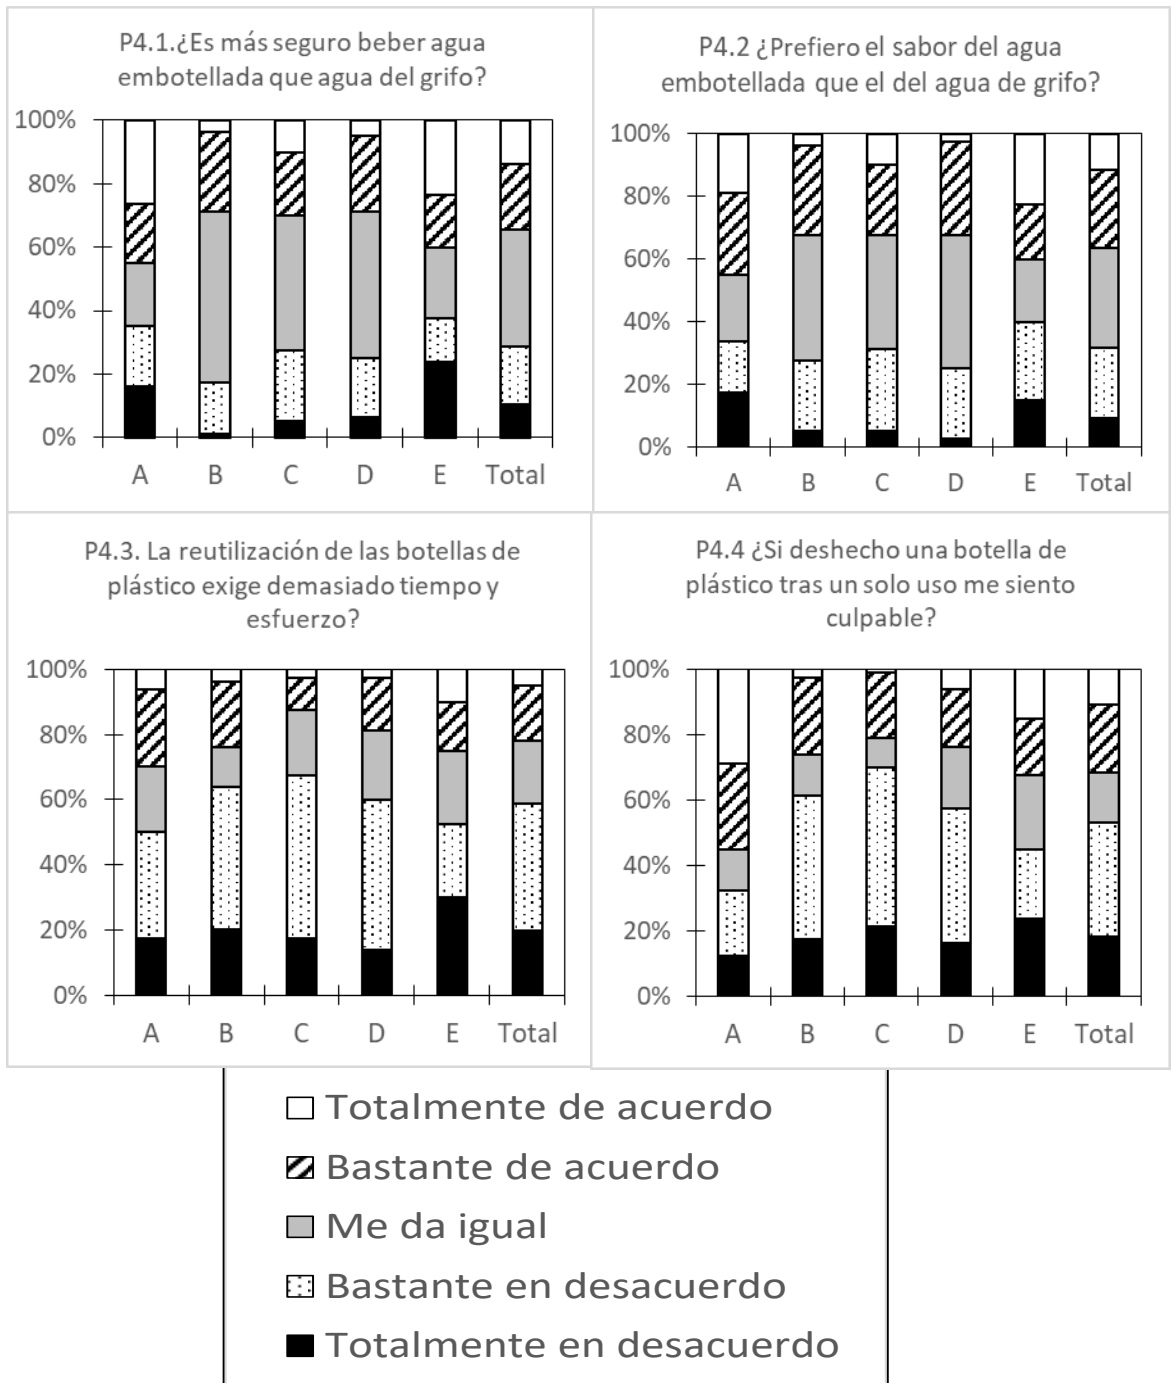 P4.1.¿Es más seguro beber agua
embotellada que agua del grifo?
100%
80%
60%
40%
20%
0%
A B C D E Total
P4.2 ¿Prefiero el sabor del agua
embotellada que el del agua de grifo?
100%
80%
60%
40%
20%
0%
A B C D E Total
P4.3. La reutilización de las botellas de
plástico exige demasiado tiempo y
esfuerzo?
100%
80%
60%
40%
20%
0%
A B C D E Total
P4.4 ¿Si deshecho una botella de
plástico tras un solo uso me siento
culpable?
100%
80%
60%
40%
20%
0%
A B C D E Total
Totalmente de acuerdo
Bastante de acuerdo
Me da igual
Bastante en desacuerdo
Totalmente en desacuerdo